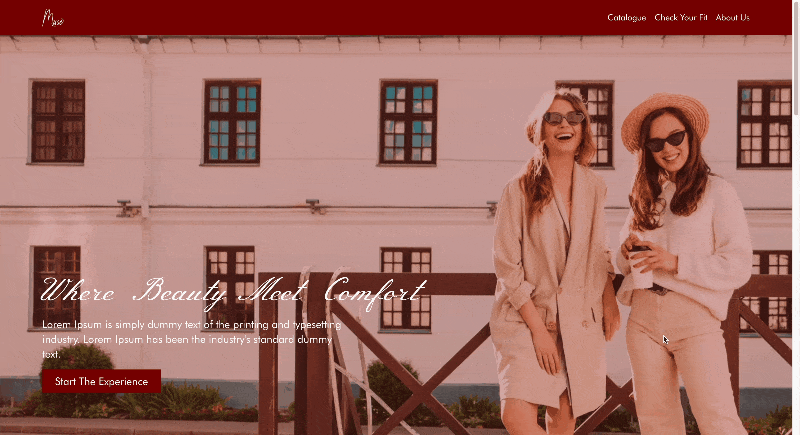 Muse
Catalogue Check Your Fit About Us
Where Beauty Meet Comfort
Lorem Ipsum is simply dummy text of the printing and typesetting
industry. Lorem Ipsum has been the industry's standard dummy
text.
Start The Experience